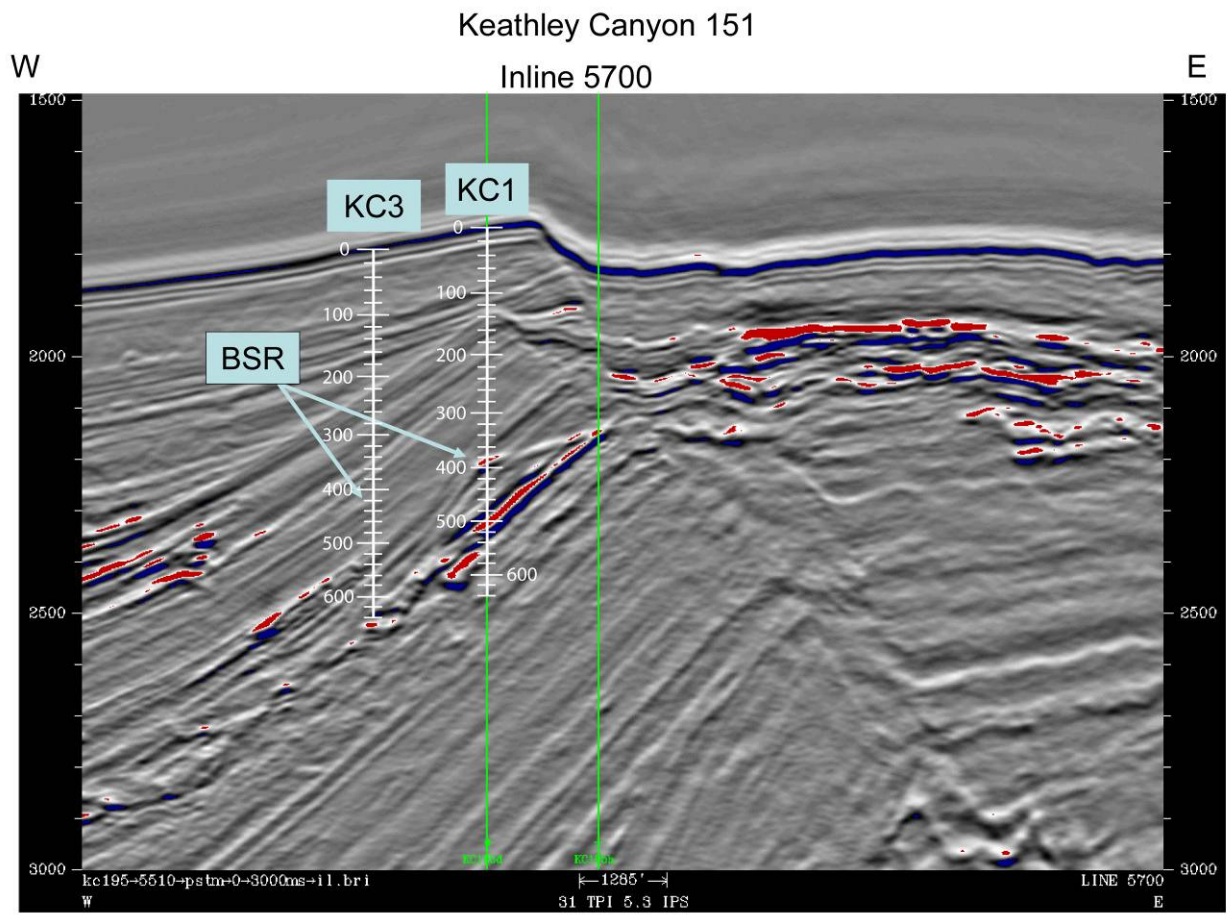 Keathley Canyon 151
W
E
Inline 5700
1500
1500
KC3
KC1
0
0
100
100
BSR
2000
200
200
2000
300
300
400
400
500
500
600
600
2500
2500
3000
3000
kc195→5510→pstm→0→3000ms→il.bri
1285'
LINE 5700
W
31 TPI 5.3 IPS
E